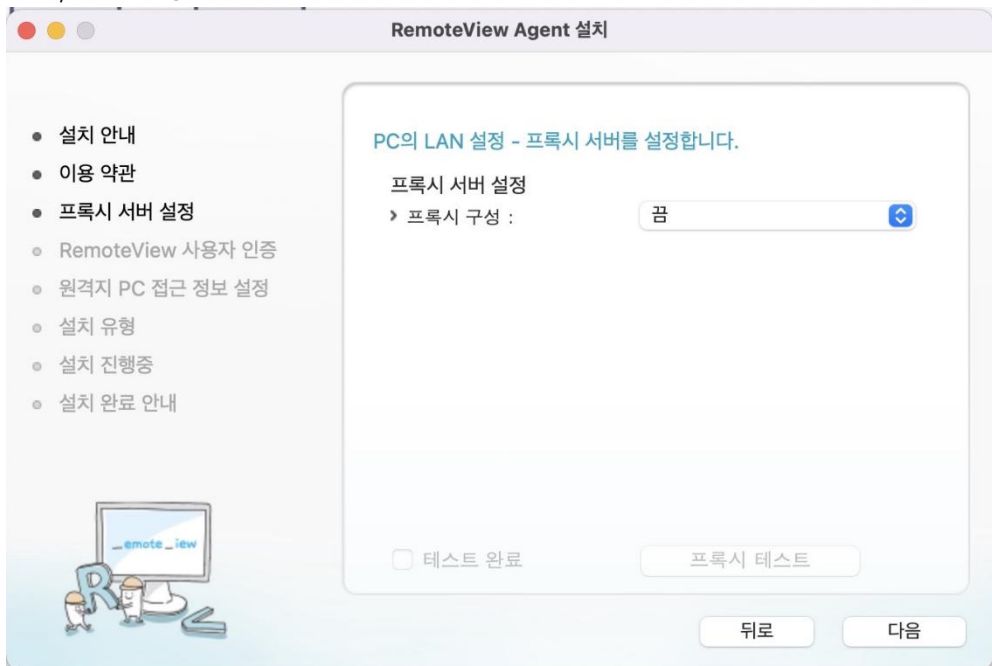 RemoteView Agent 설치
설치 안내
이용 약관
프록시 서버 설정
RemoteView 사용자 인증
원격지 PC 접근 정보 설정
설치 유형
설치 진행중
설치 완료 안내
PC의 LAN 설정 - 프록시 서버를 설정합니다.
프록시 서버 설정
프록시 구성 :
끔
테스트 완료
프록시 테스트
_emote_iew
R
V
뒤로
다음